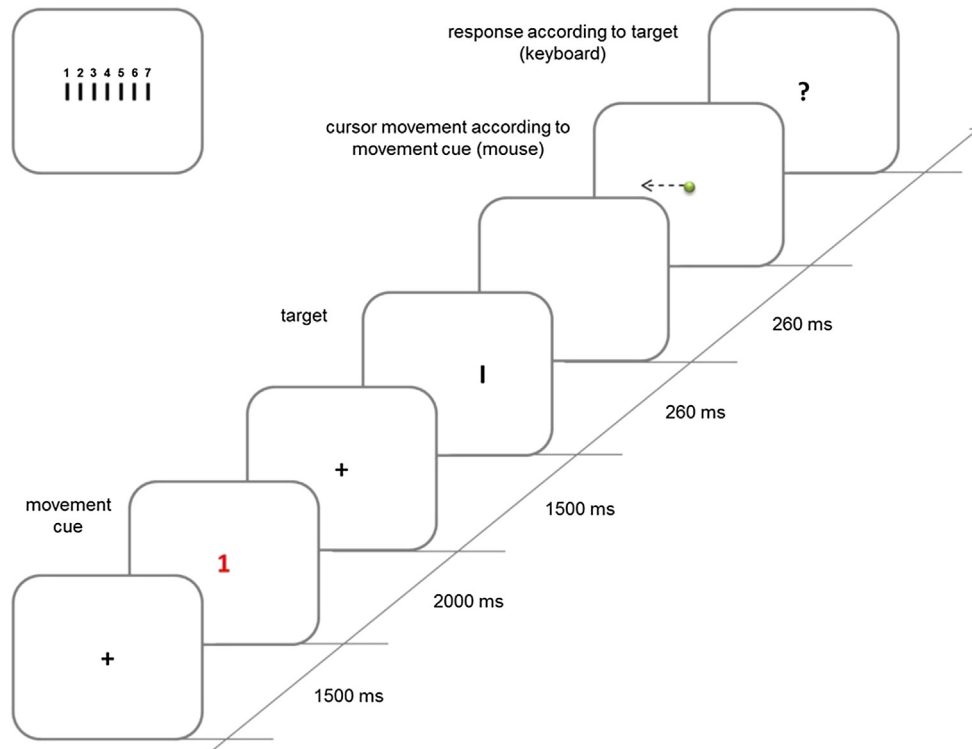 1 2 3 4 5 6 7
response according to target
(keyboard)
?
cursor movement according to
movement cue (mouse)
target
260 ms
260 ms
+
1500 ms
movement
cue
1
2000 ms
+
1500 ms